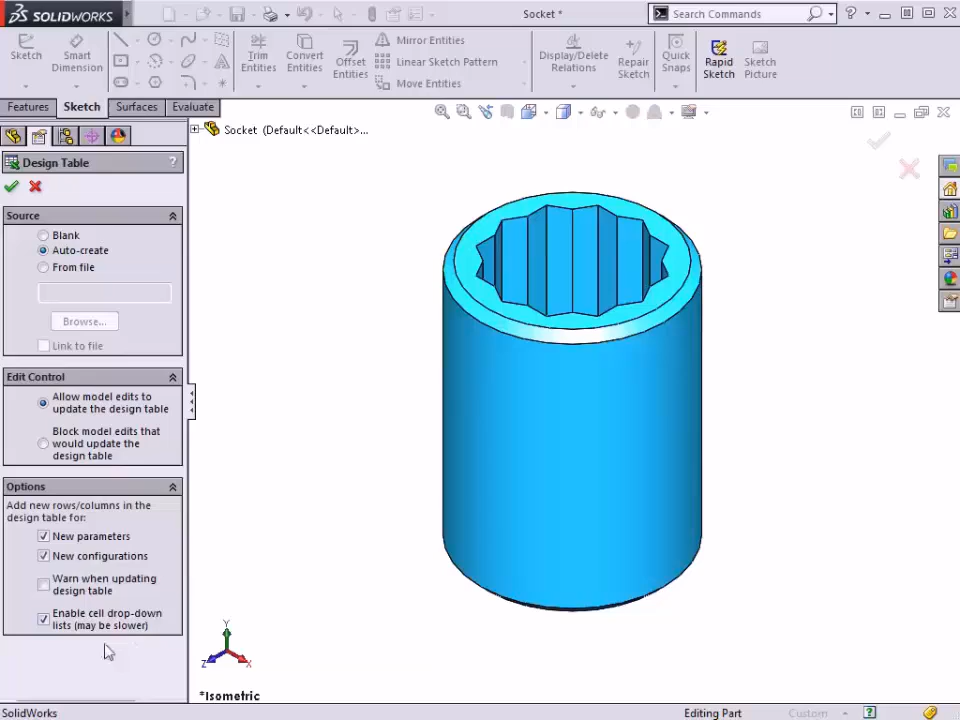 SOLIDWORKS
Socket *
Search Commands
Sketch
Smart
Dimension
Trim
Entities
Convert
Entities
Offset
Entities
Mirror Entities
Linear Sketch Pattern
Move Entities
Display/Delete
Relations
Repair
Sketch
Quick
Snaps
Rapid
Sketch
Sketch
Picture
Features
Sketch
Surfaces
Evaluate
Socket (Default<<Default>...
Design Table
?
Source
Blank
Auto-create
From file
Browse...
Link to file
Edit Control
Allow model edits to
update the design table
Block model edits that
would update the
design table
Options
Add new rows/columns in the
design table for:
New parameters
New configurations
Warn when updating
design table
Enable cell drop-down
lists (may be slower)
Y
Z
X
*Isometric
SolidWorks
Editing Part
Custom
?